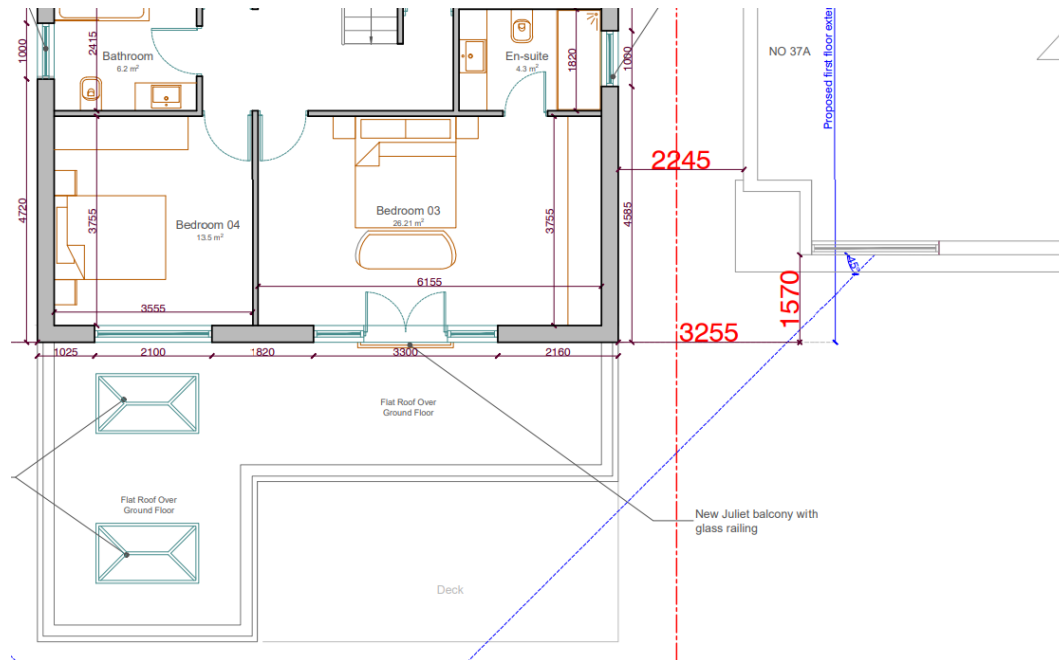 1000
2415
Bathroom
6.2 m²
En-suite
4.3 m²
1820
1000
NO 37A
Proposed first floor exte
2245
4720
3755
Bedroom 04
13.5 m²
Bedroom 03
26.21 m²
3755
4585
45°
1570
3555
6155
3255
1025
2100
1820
3300
2160
Flat Roof Over
Ground Floor
Flat Roof Over
Ground Floor
New Juliet balcony with
glass railing
Deck